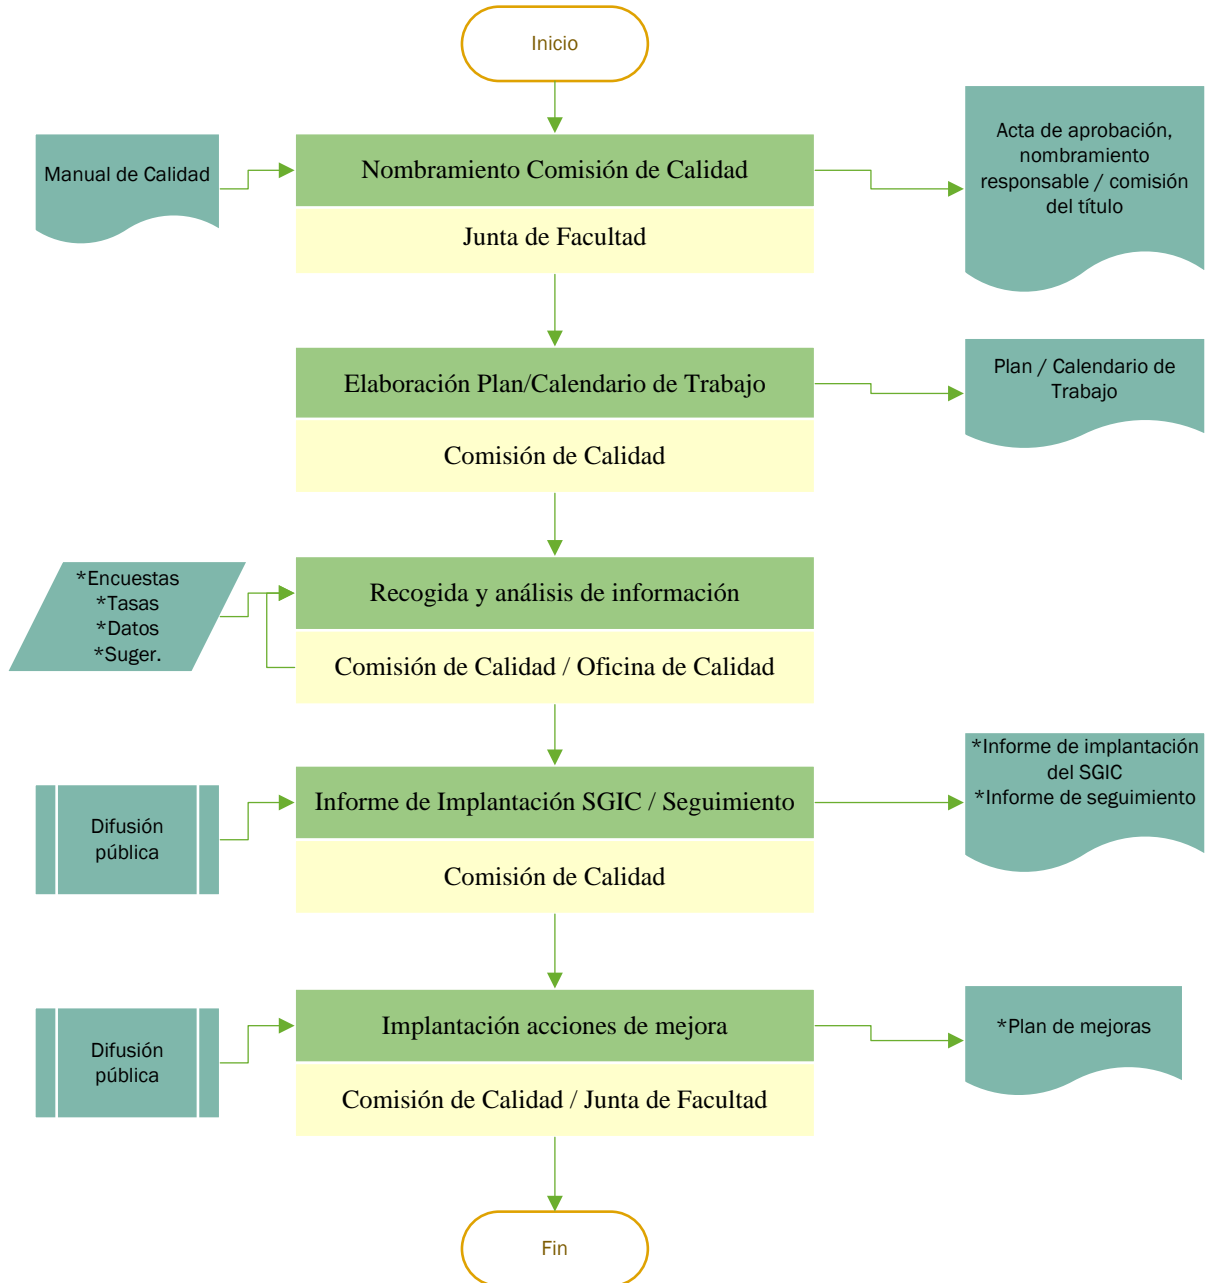 Inicio
Manual de Calidad
Nombramiento Comisión de Calidad
Junta de Facultad
Acta de aprobación,
nombramiento
responsable / comisión
del título
Elaboración Plan/Calendario de Trabajo
Comisión de Calidad
Plan / Calendario de
Trabajo
*Encuestas
*Tasas
*Datos
*Suger.
Recogida y análisis de información
Comisión de Calidad / Oficina de Calidad
Difusión
pública
Informe de Implantación SGIC / Seguimiento
Comisión de Calidad
*Informe de implantación
del SGIC
*Informe de seguimiento
Difusión
pública
Implantación acciones de mejora
Comisión de Calidad / Junta de Facultad
*Plan de mejoras
Fin